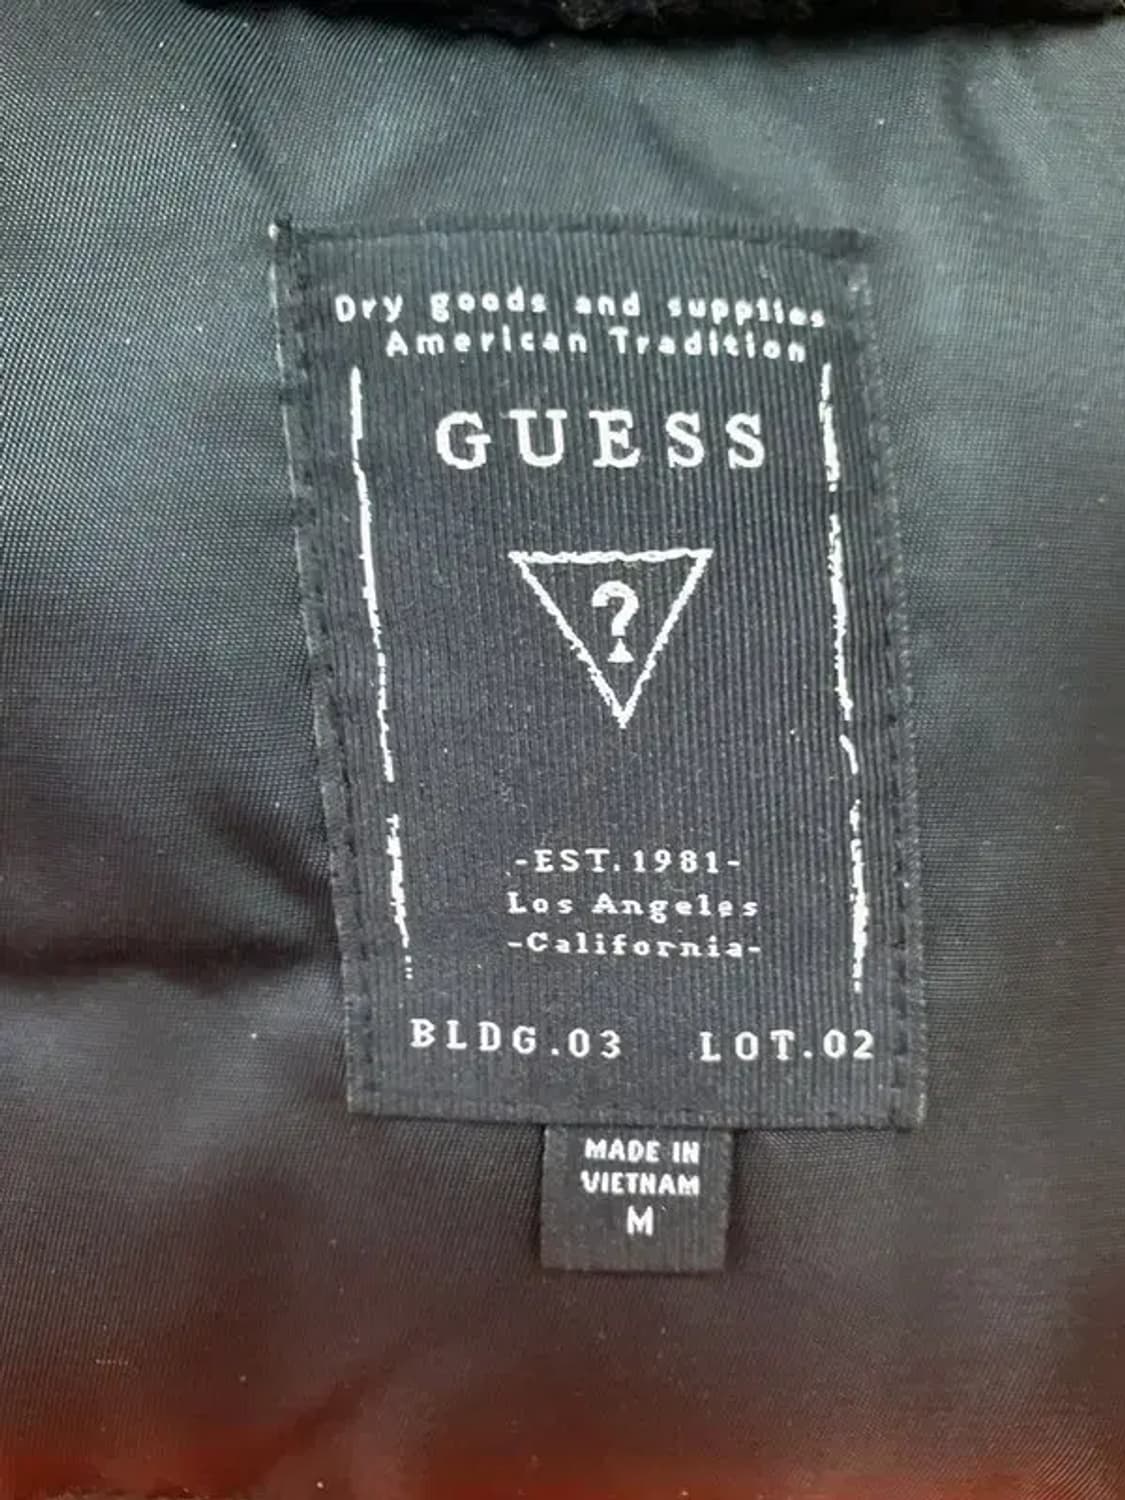 Dry goods and supplies
American Tradition
GUESS
?
-EST.1981-
Los Angeles
-California-
BLDG.03 LOT.02
MADE IN
VIETNAM
M